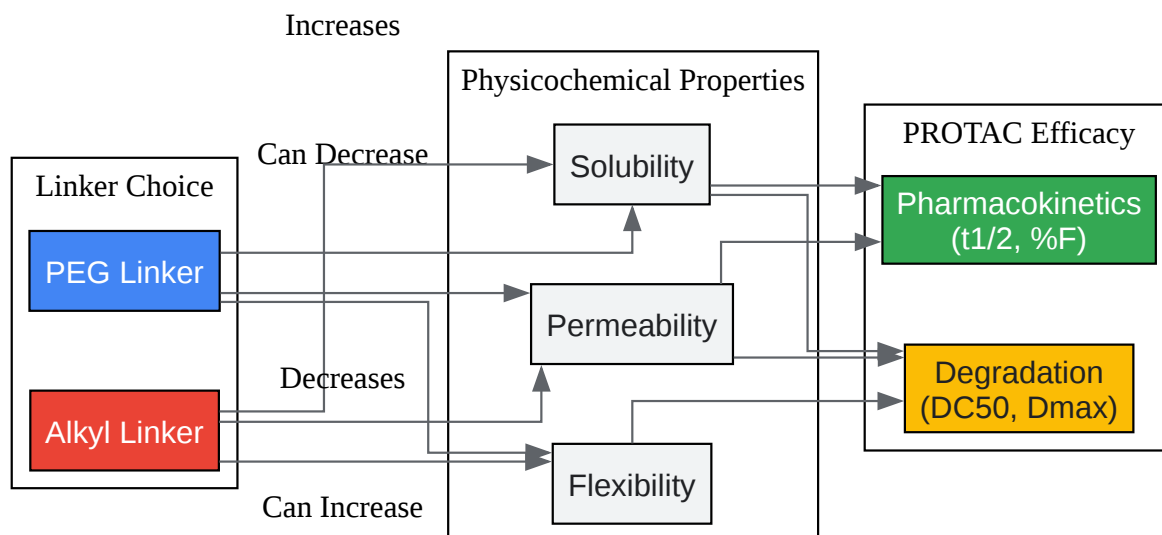 Increases
Physicochemical Properties
PROTAC Efficacy
Can Decrease
Solubility
Linker Choice
Pharmacokinetics
(t1/2, %F)
PEG Linker
Permeability
Decreases
Degradation
(DC50, Dmax)
Alkyl Linker
Flexibility
Can Increase